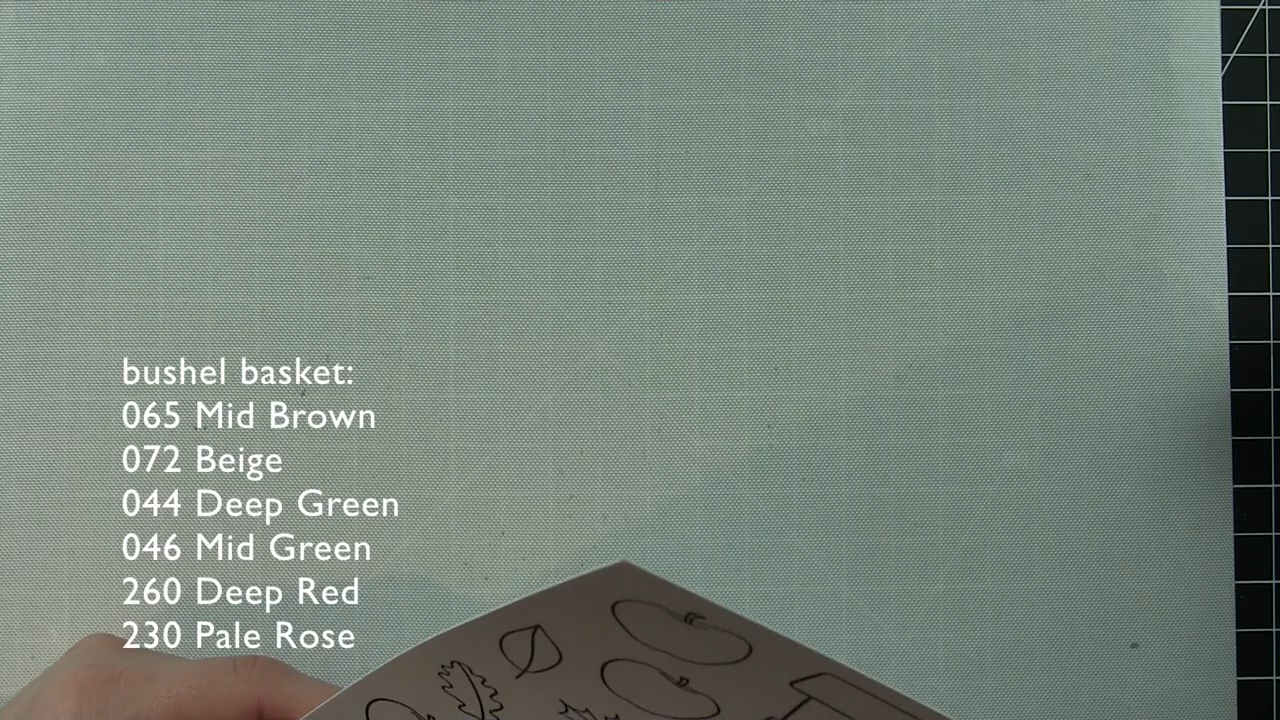 bushel basket:
065 Mid Brown
072 Beige
044 Deep Green
046 Mid Green
260 Deep Red
230 Pale Rose